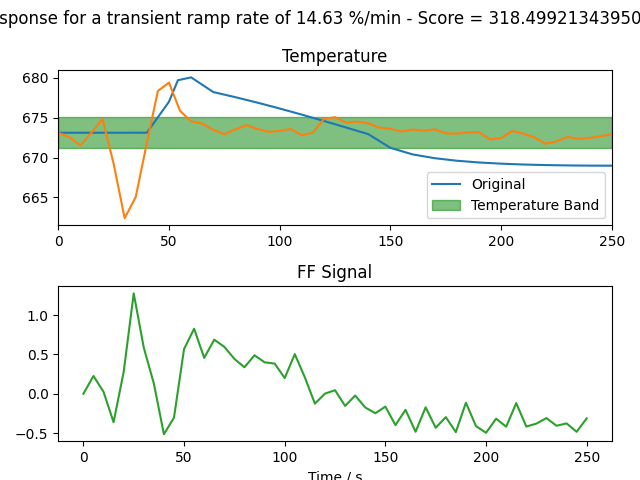 sponse for a transient ramp rate of 14.63 %/min - Score = 318.49921343950
Temperature
680
675
670
665
Original
Temperature Band
0 50 100 150 200 250
FF Signal
1.0
0.5
0.0
−0.5
0 50 100 150 200 250
Time / s